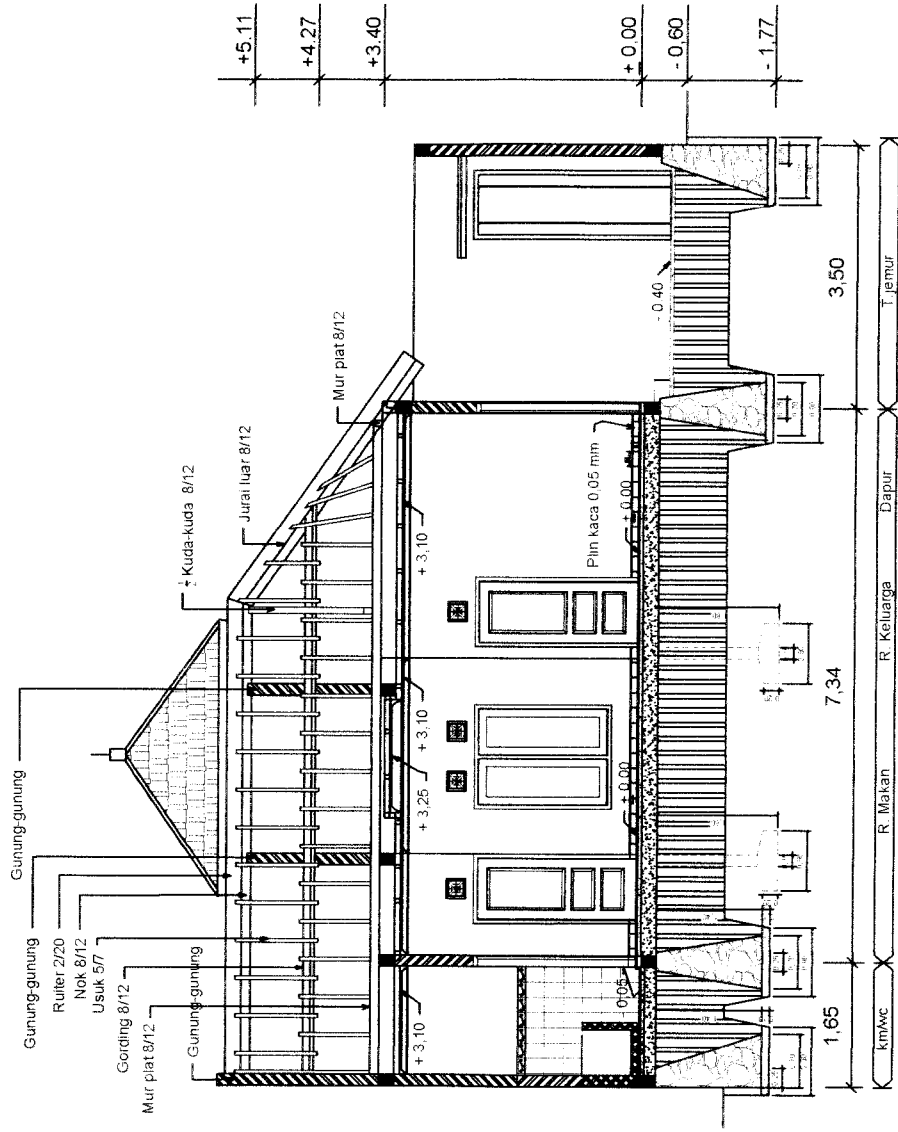 +5.11
+4.27
+3.40
+ 0,00
- 0,60
- 1,77
Gunung-gunung
Gunung-gunung
Ruiter 2/20
Nok 8/12
Usuk 5/7
Gording 8/12
Mur plat 8/12
Gunung-gunung
Kuda-kuda 8/12
Jurai luar 8/12
Mur plat 8/12
+ 3,10
+ 3,25
+ 3,10
+ 3,10
- 0,05
+ 0,00
Plin kaca 0,05 mm
+ 0,00
- 0.40
1,65
7,34
3,50
km/wc
R. Makan
R. Keluarga
Dapur
T. jemur